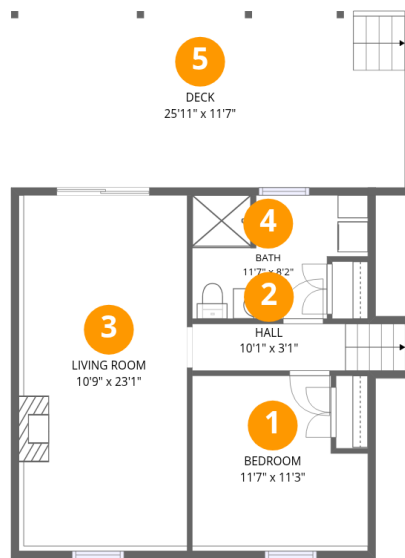 5
DECK
25'11" x 11'7"
4
BATH
11'7" x 8'2"
2
HALL
10'1" x 3'1"
3
LIVING ROOM
10'9" x 23'1"
1
BEDROOM
11'7" x 11'3"